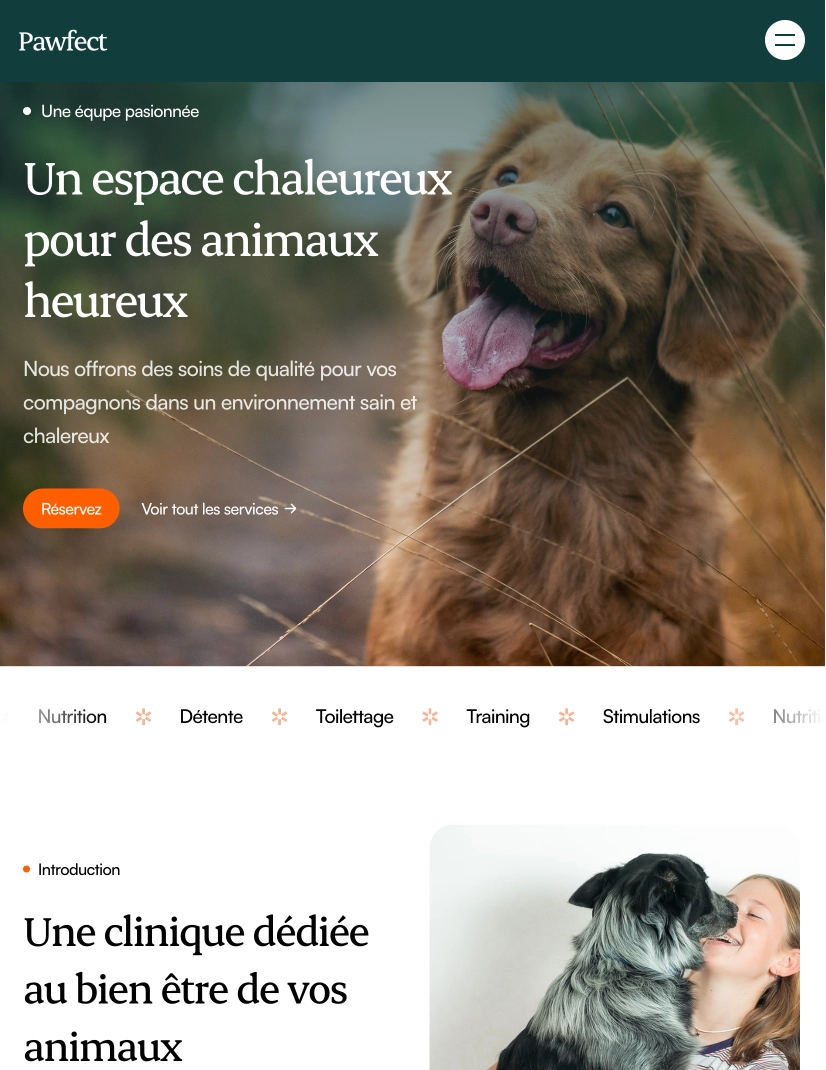 Pawfect
Une équpe pasionnée
Un espace chaleureux
pour des animaux
heureux
Nous offrons des soins de qualité pour vos
compagnons dans un environnement sain et
chalereux
Réservez Voir tout les services →
Nutrition Détente Toilettage Training Stimulations Nutriti
Introduction
Une clinique dédiée
au bien être de vos
animaux